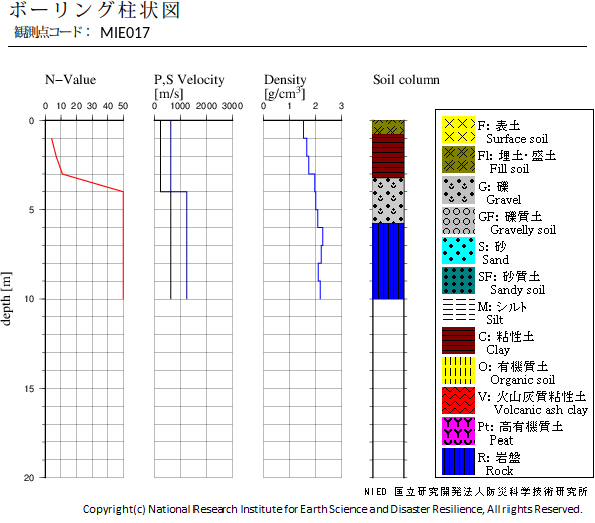 ボーリング柱状図
観測点コード： MIE017
N-Value
P,S Velocity
[m/s]
Density
[g/cm³]
Soil column
0 10 20 30 40 50
0 1000 2000 3000
0 1 2 3
0
5
10
15
20
depth [m]
F: 表土
Surface soil
Fl: 埋土・盛土
Fill soil
G: 礫
Gravel
GF: 礫質土
Gravelly soil
S: 砂
Sand
SF: 砂質土
Sandy soil
M: シルト
Silt
C: 粘性土
Clay
O: 有機質土
Organic soil
V: 火山灰質粘性土
Volcanic ash clay
Pt: 高有機質土
Peat
R: 岩盤
Rock
NIED 国立研究開発法人防災科学技術研究所
Copyright(c) National Research Institute for Earth Science and Disaster Resilience, All rights Reserved.